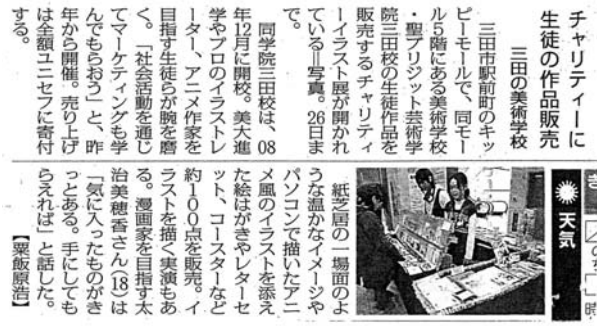 チャリティーに
生徒の作品販売
三田の美術学校
三田市駅前町のキッ
ピーモールで、同モー
ル5階にある美術学校
・聖ブリジット芸術学
院三田校の生徒作品を
販売するチャリティ
ーイラスト展が開かれ
ている＝写真。26日ま
で。
同学院三田校は、08
年12月に開校。美大進
学やプロのイラストレ
ーター、アニメ作家を
目指す生徒らが腕を磨
く。「社会活動を通じ
てマーケティングも学
んでもらおう」と、昨
年から開催。売り上げ
は全額ユニセフに寄付
する。
紙芝居の一場面のよ
うな温かなイメージや
パソコンで描いたアニ
メ風のイラストを添え
た絵はがきやレターセ
ット、コースターなど
約100点を販売。イ
ラストを描く実演もあ
る。漫画家を目指す太
治美穂香さん(18)は
「気に入ったものがき
っとある。手にしても
らえれば」と話した。
【粟飯原浩】
天気